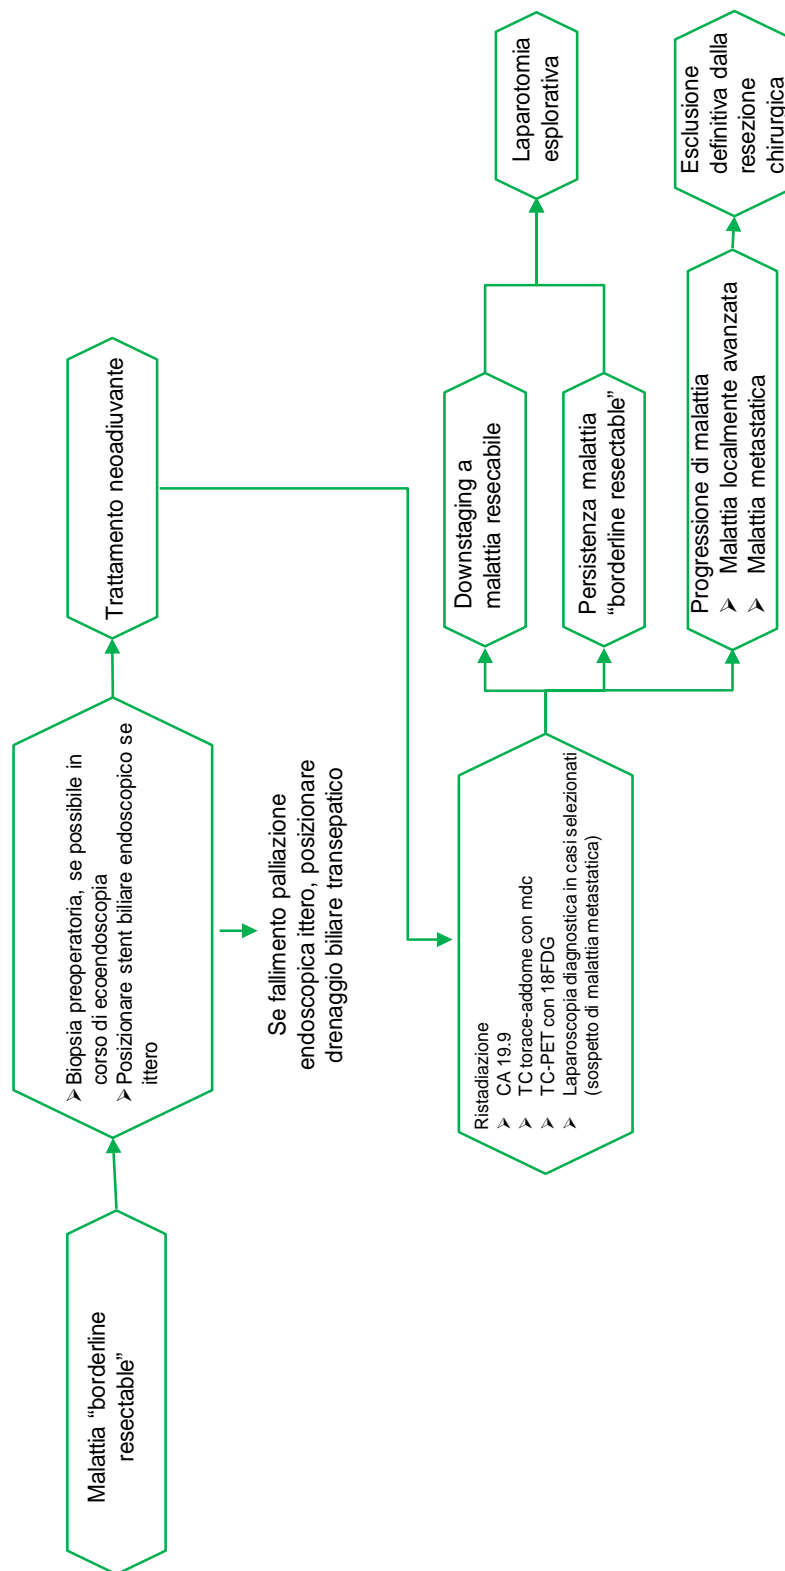 Malattia “borderline
resectable”
➢ Biopsia preoperatoria, se possibile in
corso di ecoendoscopia
➢ Posizionare stent biliare endoscopico se
ittero
Se fallimento palliazione
endoscopica ittero, posizionare
drenaggio biliare transepatico
Trattamento neoadiuvante
Ristadiazione
➢ CA 19.9
➢ TC torace-addome con mdc
➢ TC-PET con 18FDG
➢ Laparoscopia diagnostica in casi selezionati
(sospetto di malattia metastatica)
Downstaging a
malattia resecabile
Persistenza malattia
“borderline resectable”
Progressione di malattia
➢ Malattia localmente avanzata
➢ Malattia metastatica
Laparotomia
esplorativa
Esclusione
definitiva dalla
resezione
chirurgica